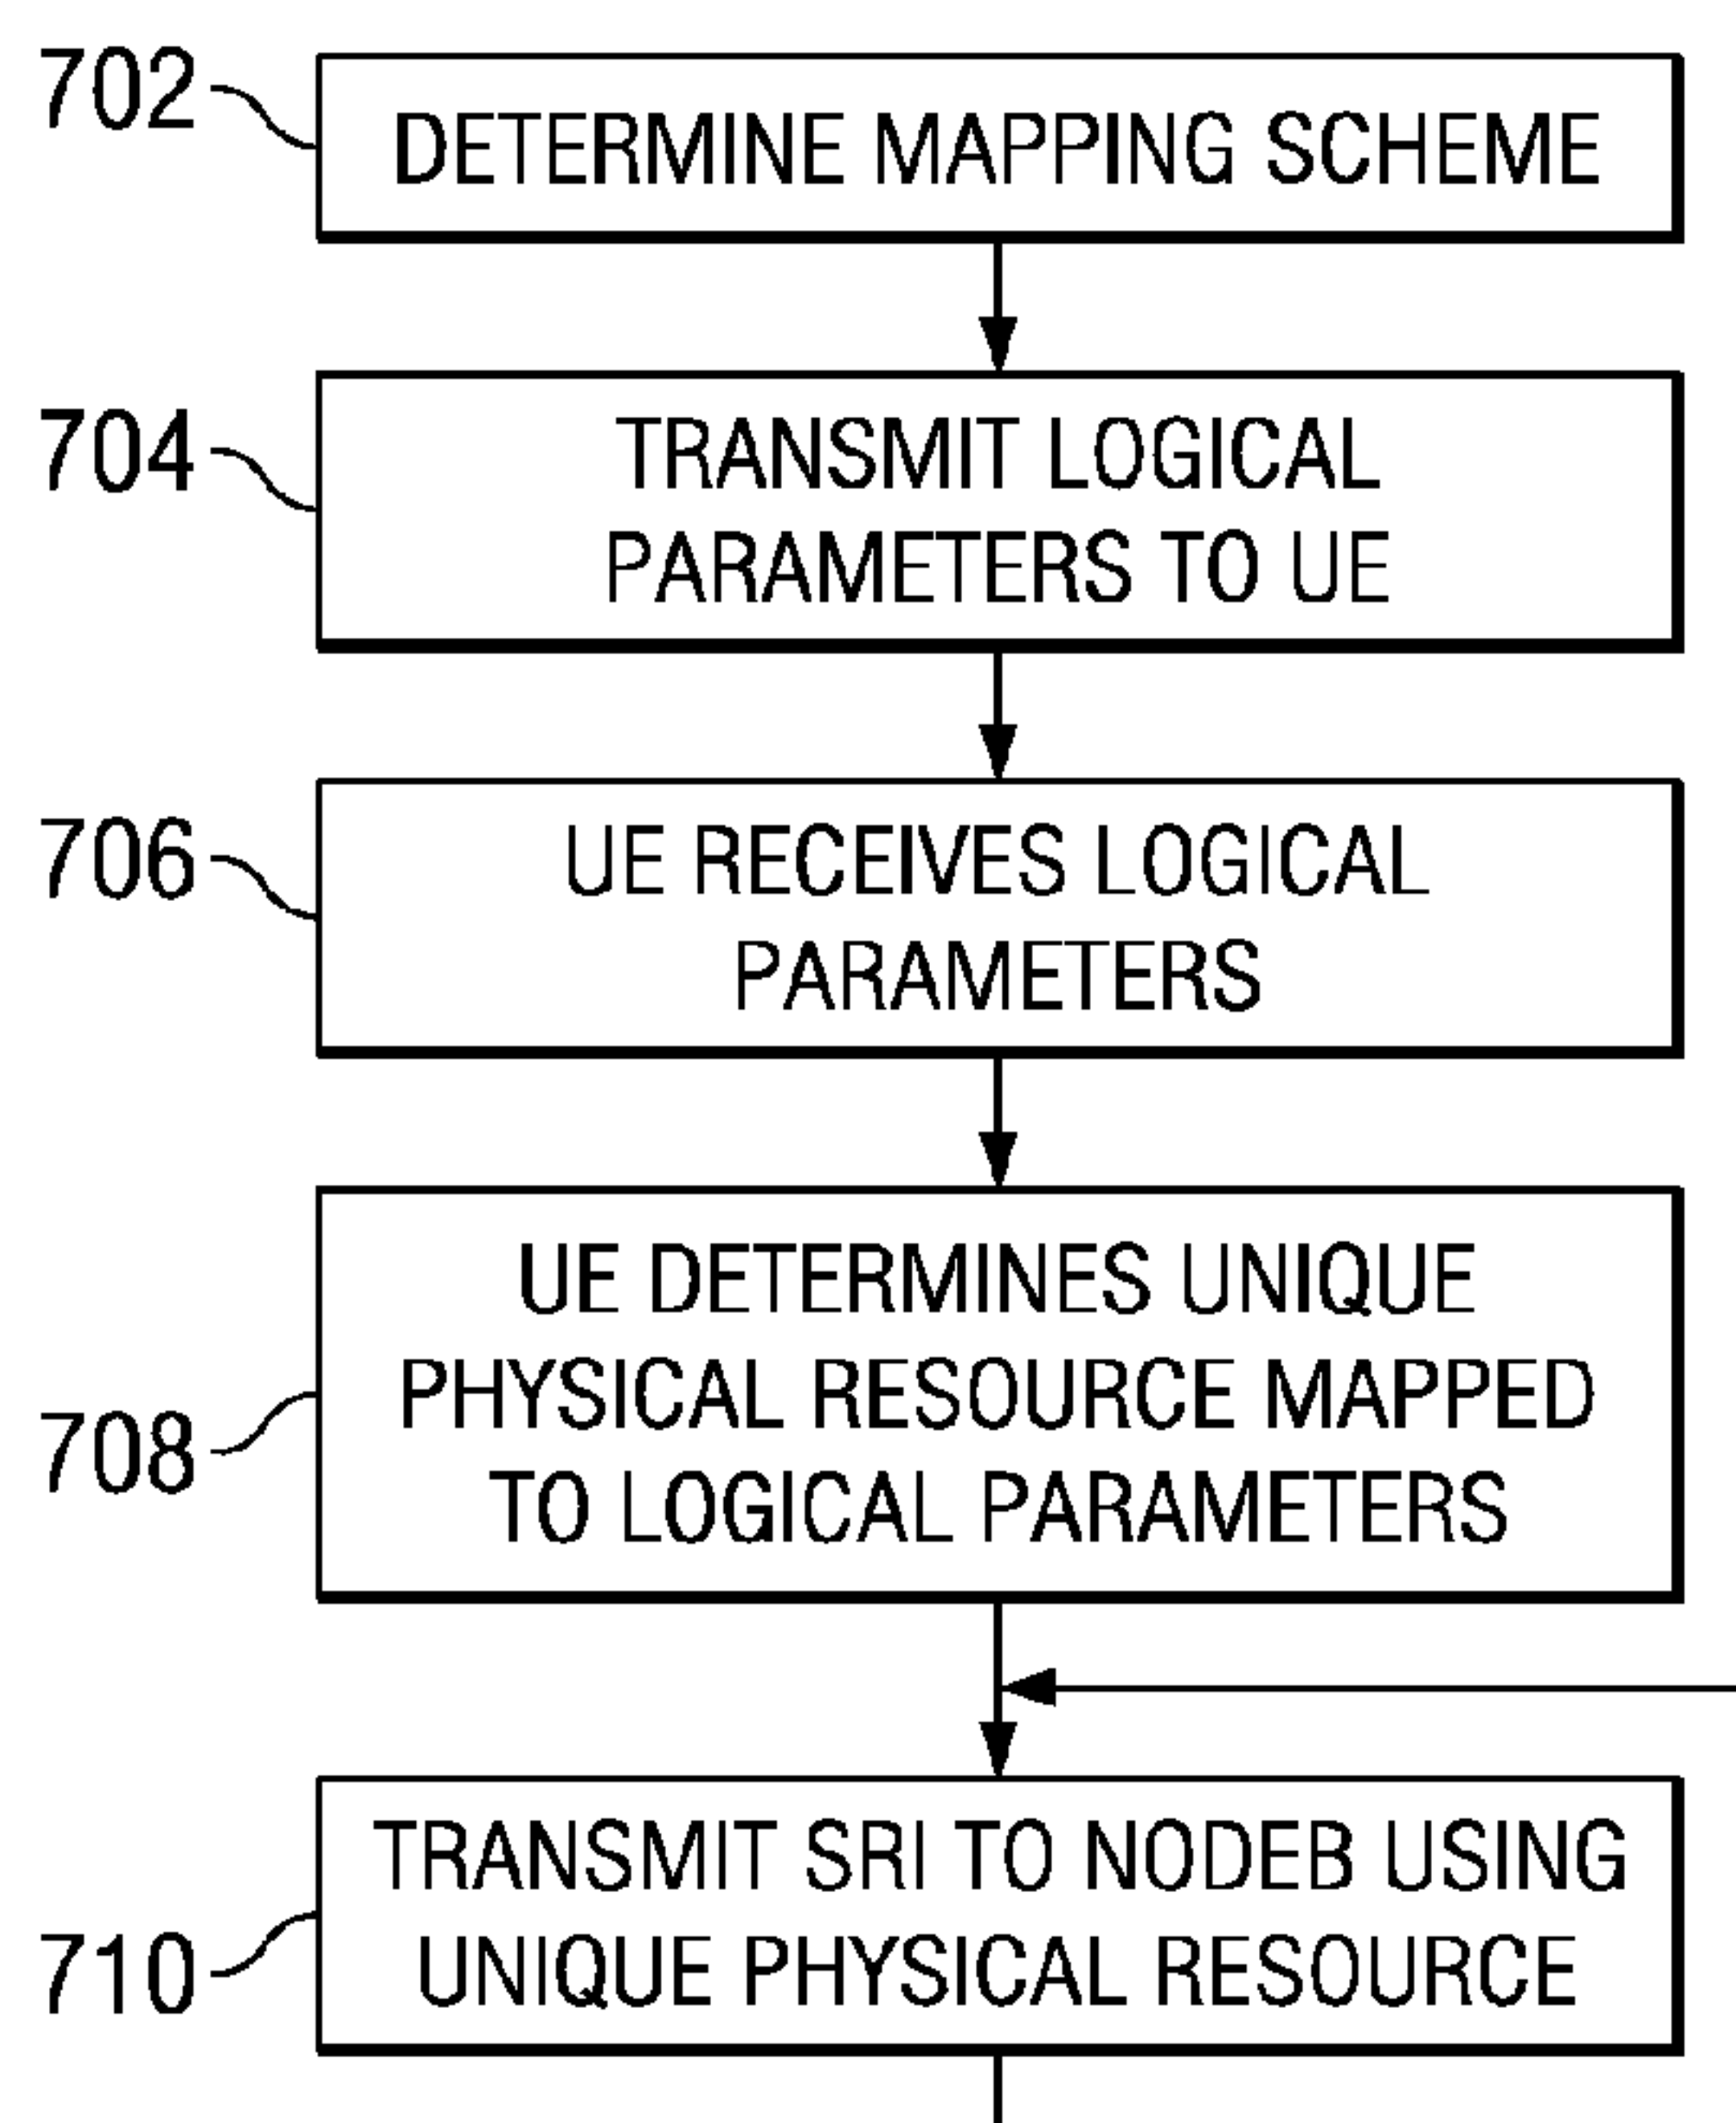 702
DETERMINE MAPPING SCHEME
704
TRANSMIT LOGICAL
PARAMETERS TO UE
706
UE RECEIVES LOGICAL
PARAMETERS
708
UE DETERMINES UNIQUE
PHYSICAL RESOURCE MAPPED
TO LOGICAL PARAMETERS
710
TRANSMIT SRI TO NODEB USING
UNIQUE PHYSICAL RESOURCE